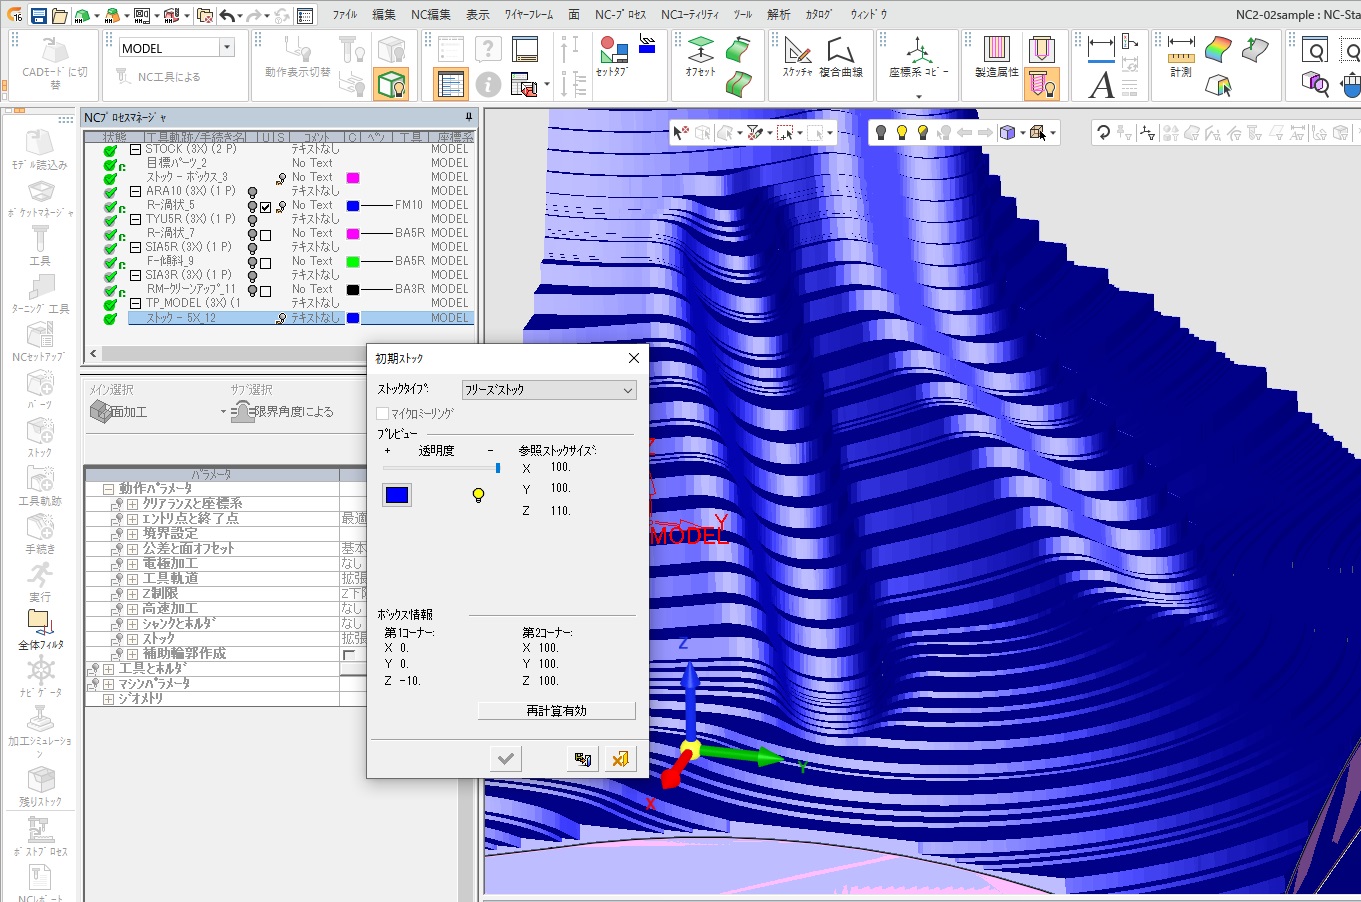 16
ファイル 編集 NC編集 表示 ワイヤーフレーム 面 NC-プロセス NCユーティリティ ツール 解析 カタログ ウィンドウ
NC2-02sample : NC-Sta
CADモードに切替
MODEL
NC工具による
動作表示切替
セットタブ
オフセット
スケッチャ 複合曲線
座標系 コピー
製造属性
計測
モデル読込み
ポケットマネージャ
工具
ターニング 工具
NCセットアップ
パーツ
ストック
工具軌跡
手続き
実行
全体フィルタ
ナビゲータ
加工シミュレーション
残りストック
ポストプロセス
NCレポート
NCプロセスマネージャ
状態 工具軌跡/手続き名 U S コメント C ペン 工具 座標系
STOCK (3X) (2 P) テキストなし MODEL
目標パーツ_2 No Text MODEL
ストック - ボックス_3 No Text MODEL
ARA10 (3X) (1 P) テキストなし MODEL
R-渦状_5 No Text FM10 MODEL
TYU5R (3X) (1 P) テキストなし MODEL
R-渦状_7 No Text BA5R MODEL
SIA5R (3X) (1 P) テキストなし MODEL
F-傾斜_9 No Text BA5R MODEL
SIA3R (3X) (1 P) テキストなし MODEL
RM-クリーンアップ_11 No Text BA3R MODEL
TP_MODEL (3X) (1 テキストなし MODEL
ストック - 5X_12 テキストなし MODEL
メイン選択 サブ選択
面加工 限界角度による
パラメータ
動作パラメータ
クリアランスと座標系
エントリ点と終了点 最適
境界設定
公差と面オフセット 基本
電極加工 なし
工具軌道 拡張
Z制限 Z下限
高速加工 なし
シャンクとホルダ なし
ストック 拡張
補助輪郭作成
工具とホルダ
マシンパラメータ
ジオメトリ
初期ストック
ストックタイプ: フリーズストック
マイクロミーリング
プレビュー
+ 透明度 - 参照ストックサイズ:
X 100.
Y 100.
Z 110.
ボックス情報
第1コーナー: 第2コーナー:
X 0. X 100.
Y 0. Y 100.
Z -10. Z 100.
再計算有効
Z
Y
MODEL
Z
Y
X